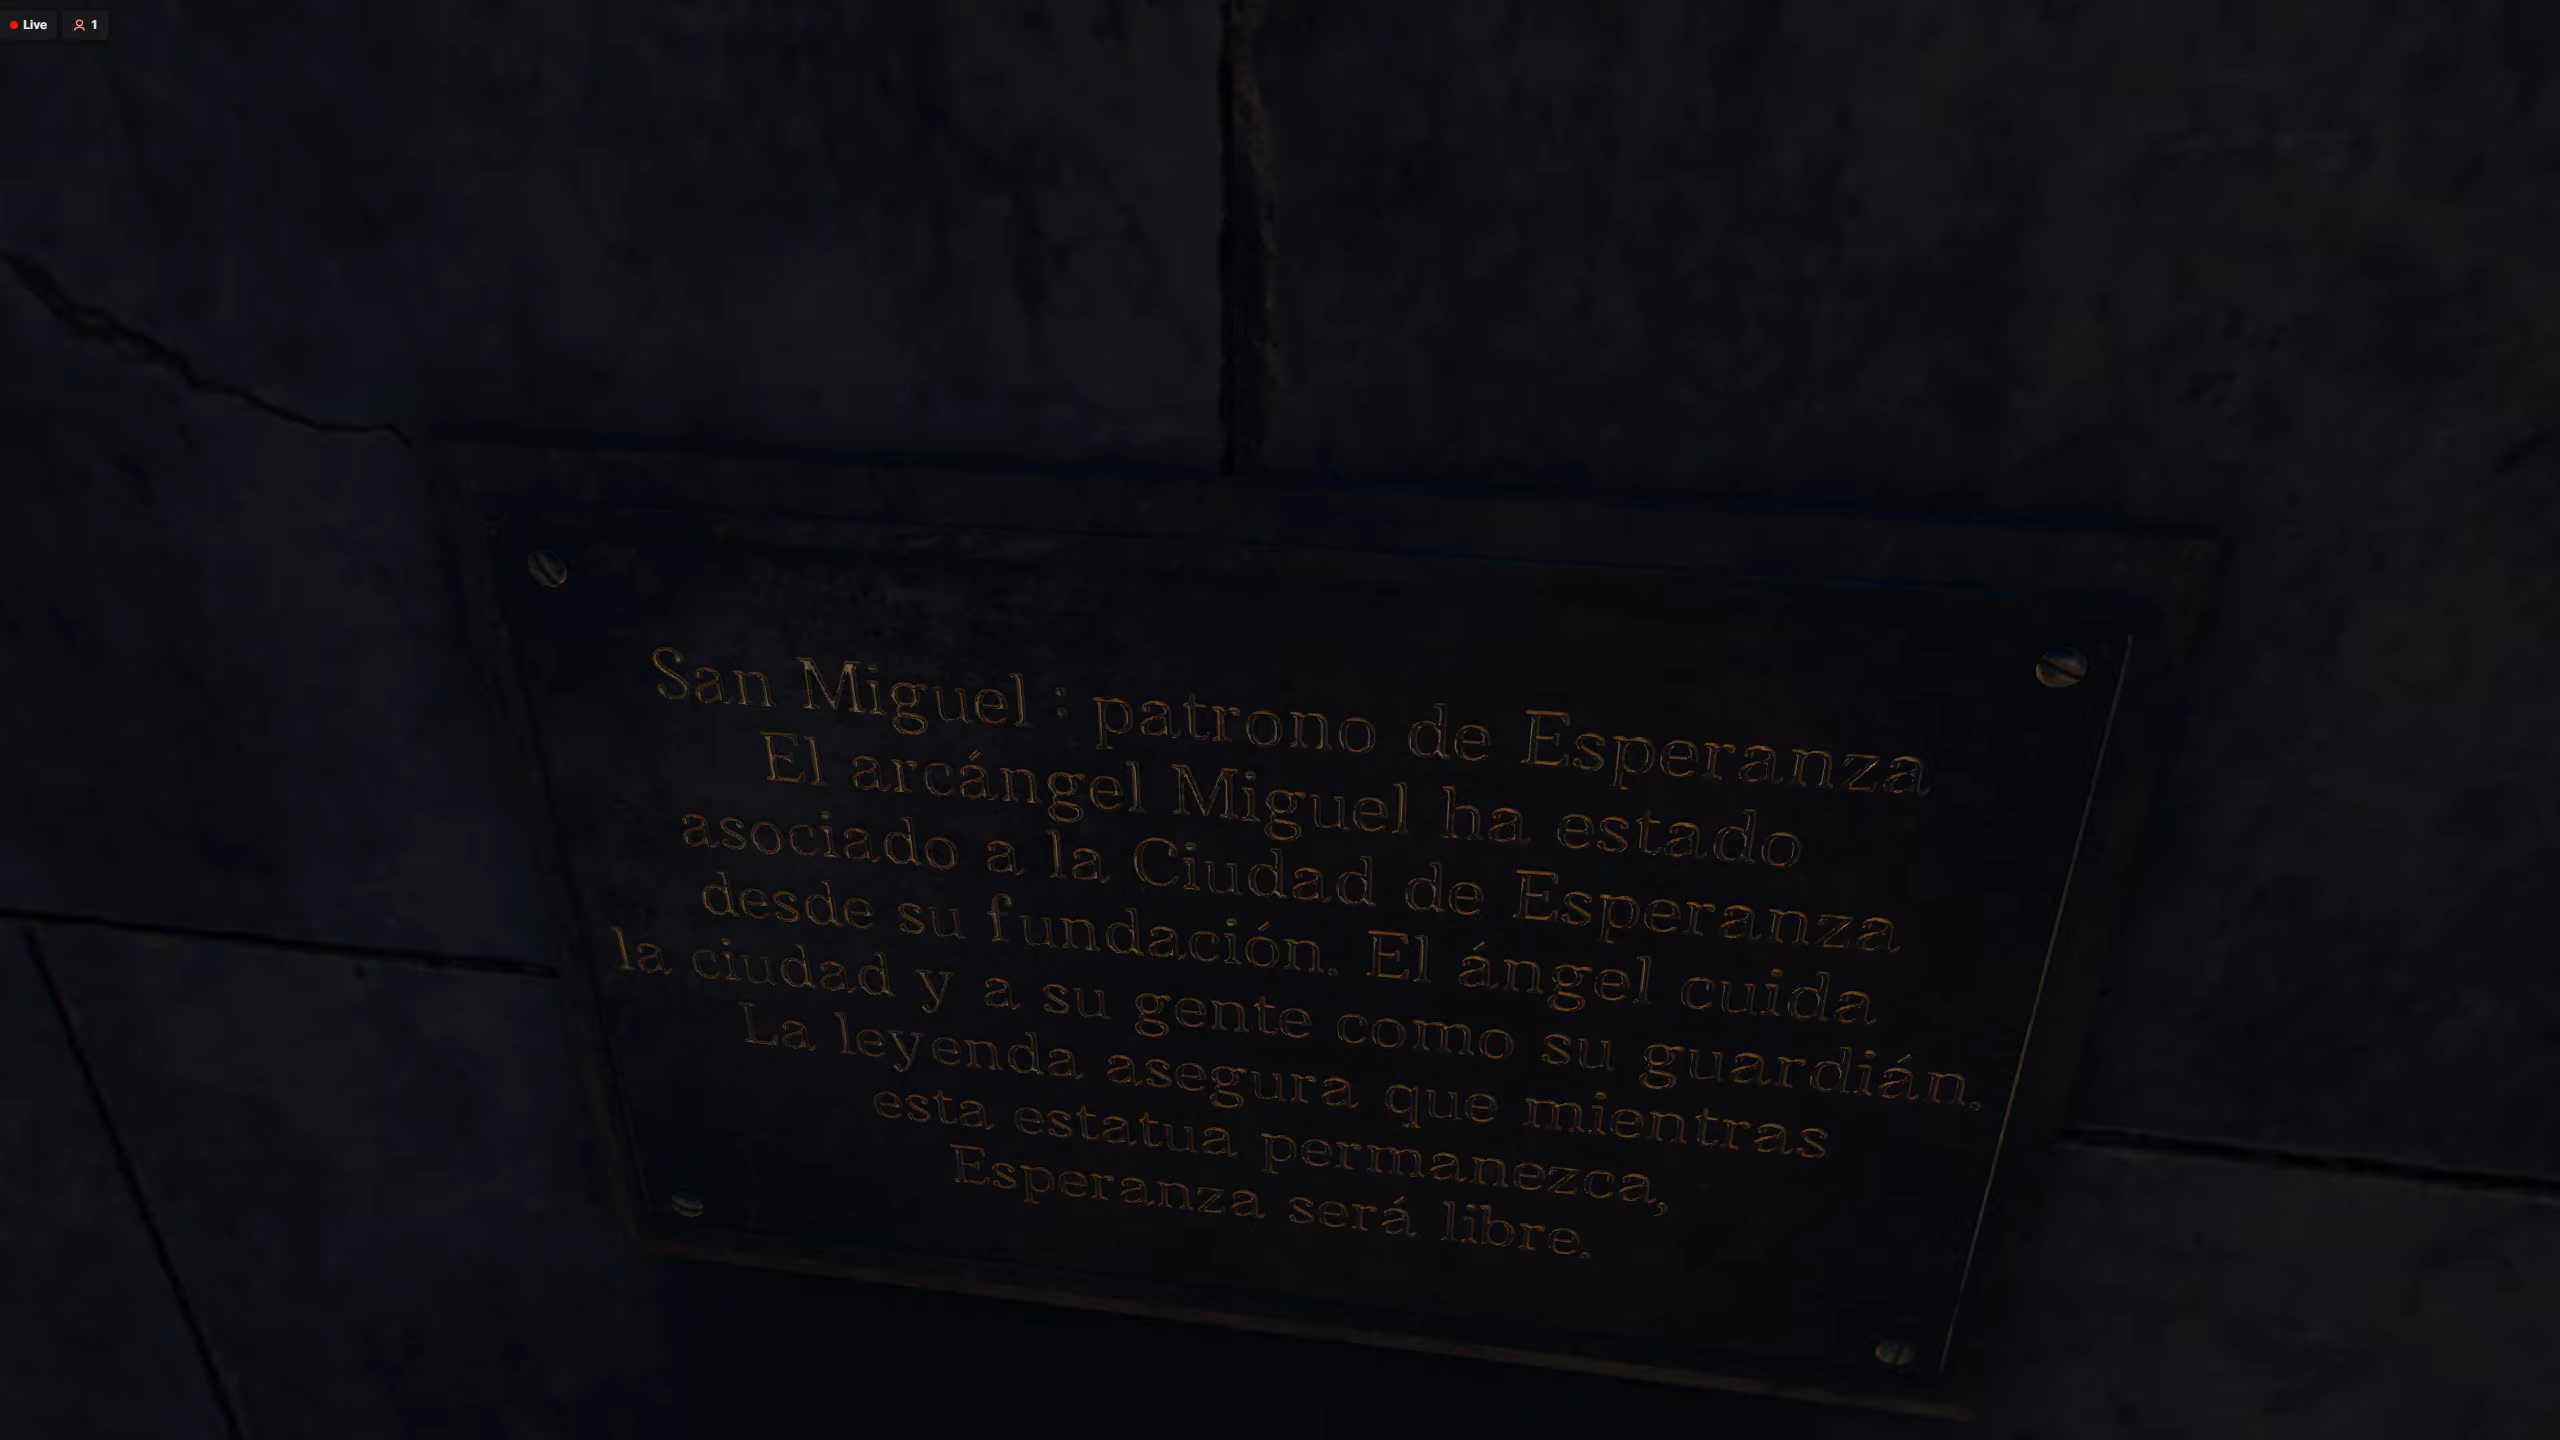 Live
1
San Miguel : patrono de Esperanza
El arcángel Miguel ha estado
asociado a la Ciudad de Esperanza
desde su fundación. El ángel cuida
la ciudad y a su gente como su guardián.
La leyenda asegura que mientras
esta estatua permanezca,
Esperanza será libre.